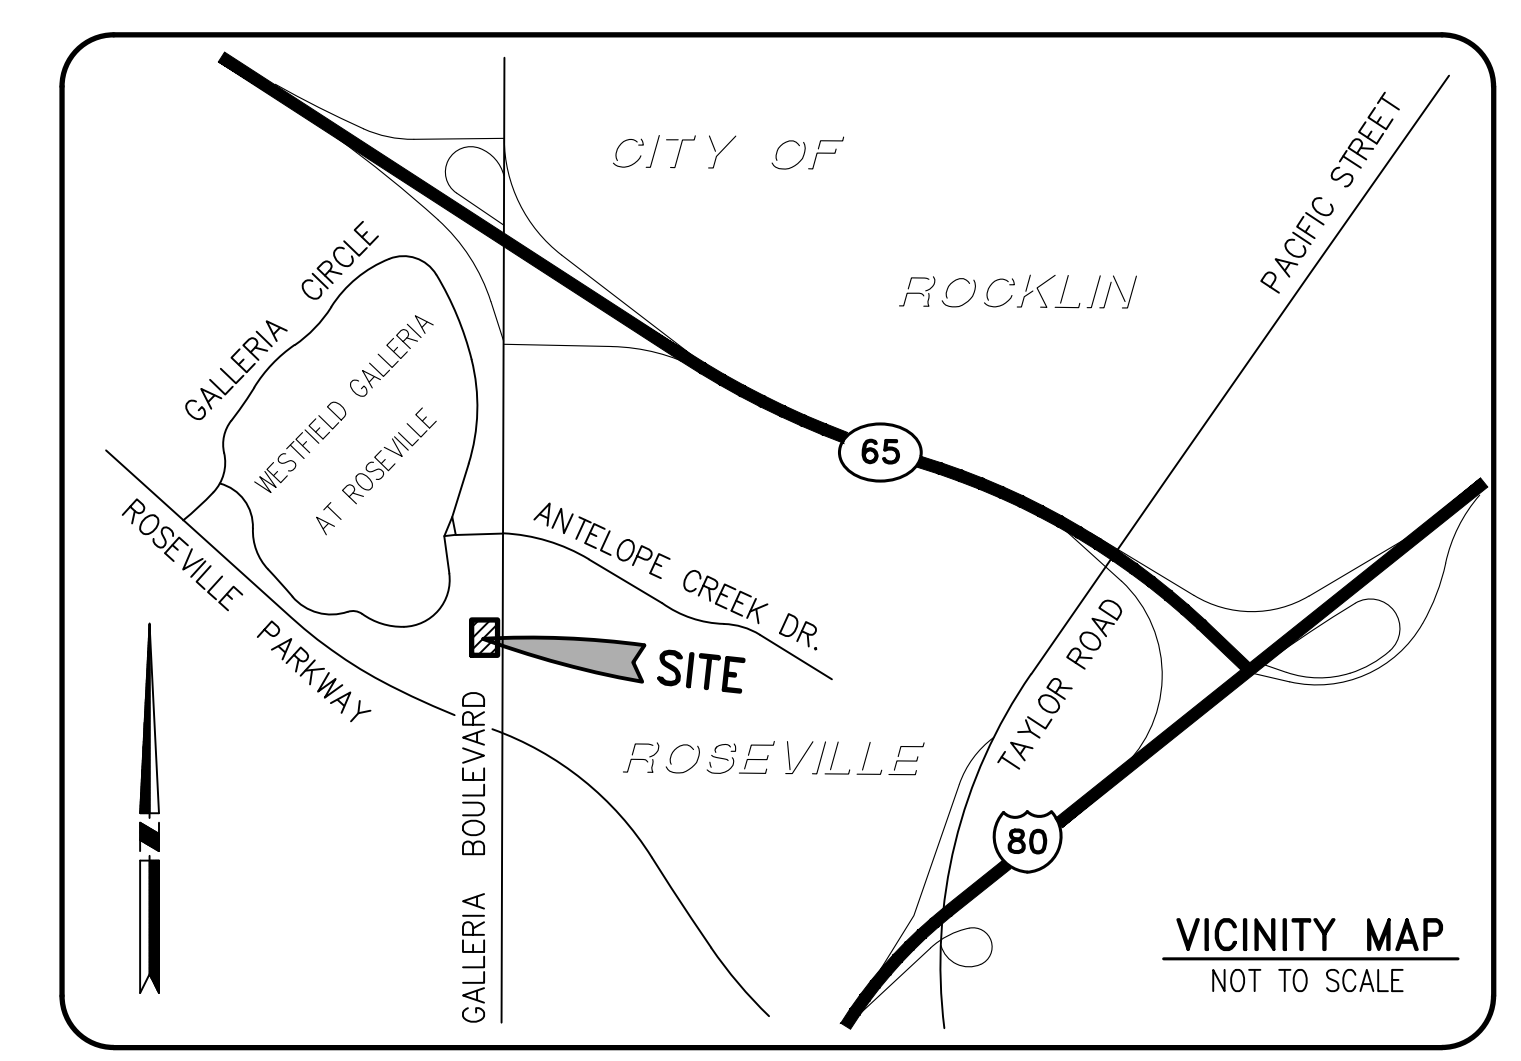 CITY OF
ROCKLIN
PACIFIC STREET
GALLERIA CIRCLE
WESTFIELD GALLERIA
AT ROSEVILLE
65
ROSEVILLE PARKWAY
ANTELOPE CREEK DR.
SITE
TAYLOR ROAD
ROSEVILLE
GALLERIA BOULEVARD
80
N
VICINITY MAP
NOT TO SCALE